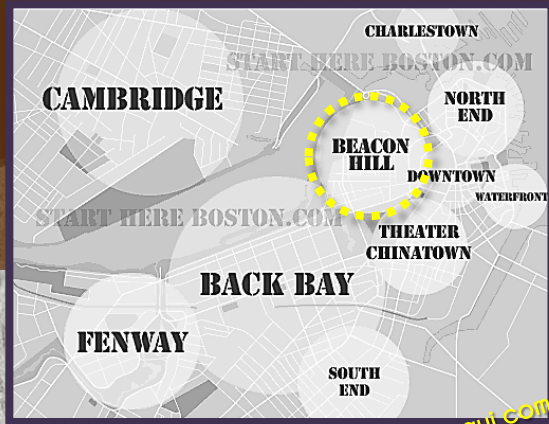 CHARLESTOWN
START HERE BOSTON.COM
CAMBRIDGE
NORTH
END
BEACON
HILL
DOWNTOWN
WATERFRONT
START HERE BOSTON.COM
THEATER
CHINATOWN
BACK BAY
FENWAY
SOUTH
END